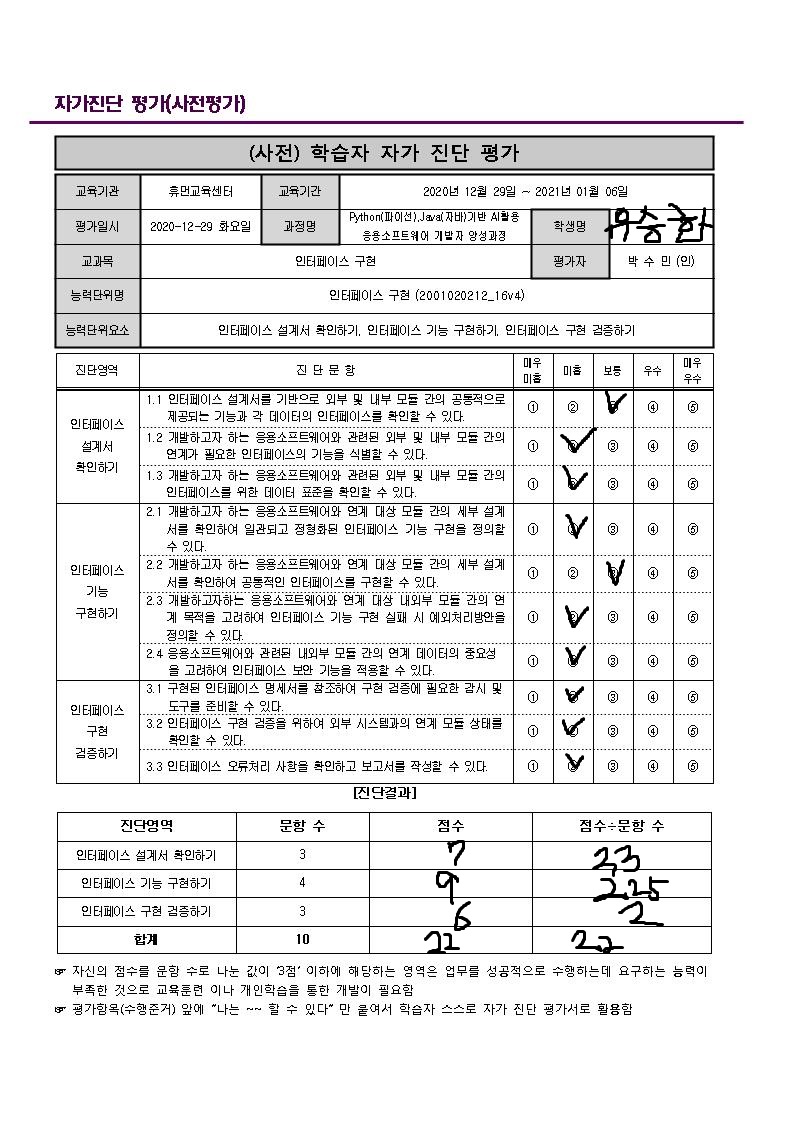 자가진단 평가(사전평가)
(사전) 학습자 자가 진단 평가
교육기관 휴먼교육센터 교육기간 2020년 12월 29일 ~ 2021년 01월 06일
평가일시 2020-12-29 화요일 과정명 Python(파이선),Java(자바)기반 AI활용 응용소프트웨어 개발자 양성과정 학생명 우승환
교과목 인터페이스 구현 평가자 박 수 민 (인)
능력단위명 인터페이스 구현 (2001020212_16v4)
능력단위요소 인터페이스 설계서 확인하기, 인터페이스 기능 구현하기, 인터페이스 구현 검증하기
진단영역 진 단 문 항 매우 미흡 미흡 보통 우수 매우 우수
인터페이스 설계서 확인하기
1.1 인터페이스 설계서를 기반으로 외부 및 내부 모듈 간의 공통적으로
제공되는 기능과 각 데이터의 인터페이스를 확인할 수 있다. ① ② ✓ ④ ⑤
1.2 개발하고자 하는 응용소프트웨어와 관련된 외부 및 내부 모듈 간의
연계가 필요한 인터페이스의 기능을 식별할 수 있다. ① ✓ ③ ④ ⑤
1.3 개발하고자 하는 응용소프트웨어와 관련된 외부 및 내부 모듈 간의
인터페이스를 위한 데이터 표준을 확인할 수 있다. ① ✓ ③ ④ ⑤
인터페이스 기능 구현하기
2.1 개발하고자 하는 응용소프트웨어와 연계 대상 모듈 간의 세부 설계
서를 확인하여 일관되고 정형화된 인터페이스 기능 구현을 정의할
수 있다. ① ✓ ③ ④ ⑤
2.2 개발하고자 하는 응용소프트웨어와 연계 대상 모듈 간의 세부 설계
서를 확인하여 공통적인 인터페이스를 구현할 수 있다. ① ② ✓ ④ ⑤
2.3 개발하고자하는 응용소프트웨어와 연계 대상 내외부 모듈 간의 연
계 목적을 고려하여 인터페이스 기능 구현 실패 시 예외처리방안을
정의할 수 있다. ① ✓ ③ ④ ⑤
2.4 응용소프트웨어와 관련된 내외부 모듈 간의 연계 데이터의 중요성
을 고려하여 인터페이스 보안 기능을 적용할 수 있다. ① ✓ ③ ④ ⑤
인터페이스 구현 검증하기
3.1 구현된 인터페이스 명세서를 참조하여 구현 검증에 필요한 감시 및
도구를 준비할 수 있다. ① ✓ ③ ④ ⑤
3.2 인터페이스 구현 검증을 위하여 외부 시스템과의 연계 모듈 상태를
확인할 수 있다. ① ✓ ③ ④ ⑤
3.3 인터페이스 오류처리 사항을 확인하고 보고서를 작성할 수 있다. ① ✓ ③ ④ ⑤
[진단결과]
진단영역 문항 수 점수 점수÷문항 수
인터페이스 설계서 확인하기 3 7 2.3
인터페이스 기능 구현하기 4 9 2.25
인터페이스 구현 검증하기 3 6 2
합계 10 22 2.2
☞ 자신의 점수를 문항 수로 나눈 값이 '3점' 이하에 해당하는 영역은 업무를 성공적으로 수행하는데 요구하는 능력이
부족한 것으로 교육훈련 이나 개인학습을 통한 개발이 필요함
☞ 평가항목(수행준거) 앞에 "나는 ~~ 할 수 있다" 만 붙여서 학습자 스스로 자가 진단 평가서로 활용함